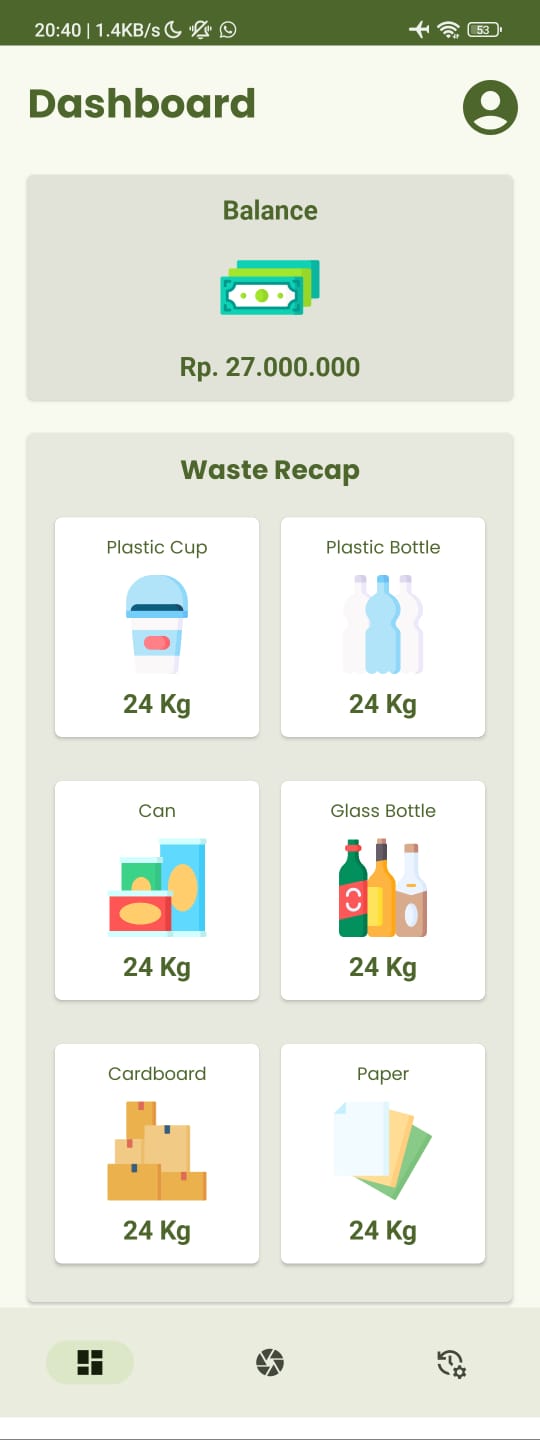 20:40 | 1.4KB/s
53
Dashboard
Balance
Rp. 27.000.000
Waste Recap
Plastic Cup
Plastic Bottle
24 Kg
24 Kg
Can
Glass Bottle
24 Kg
24 Kg
Cardboard
Paper
24 Kg
24 Kg